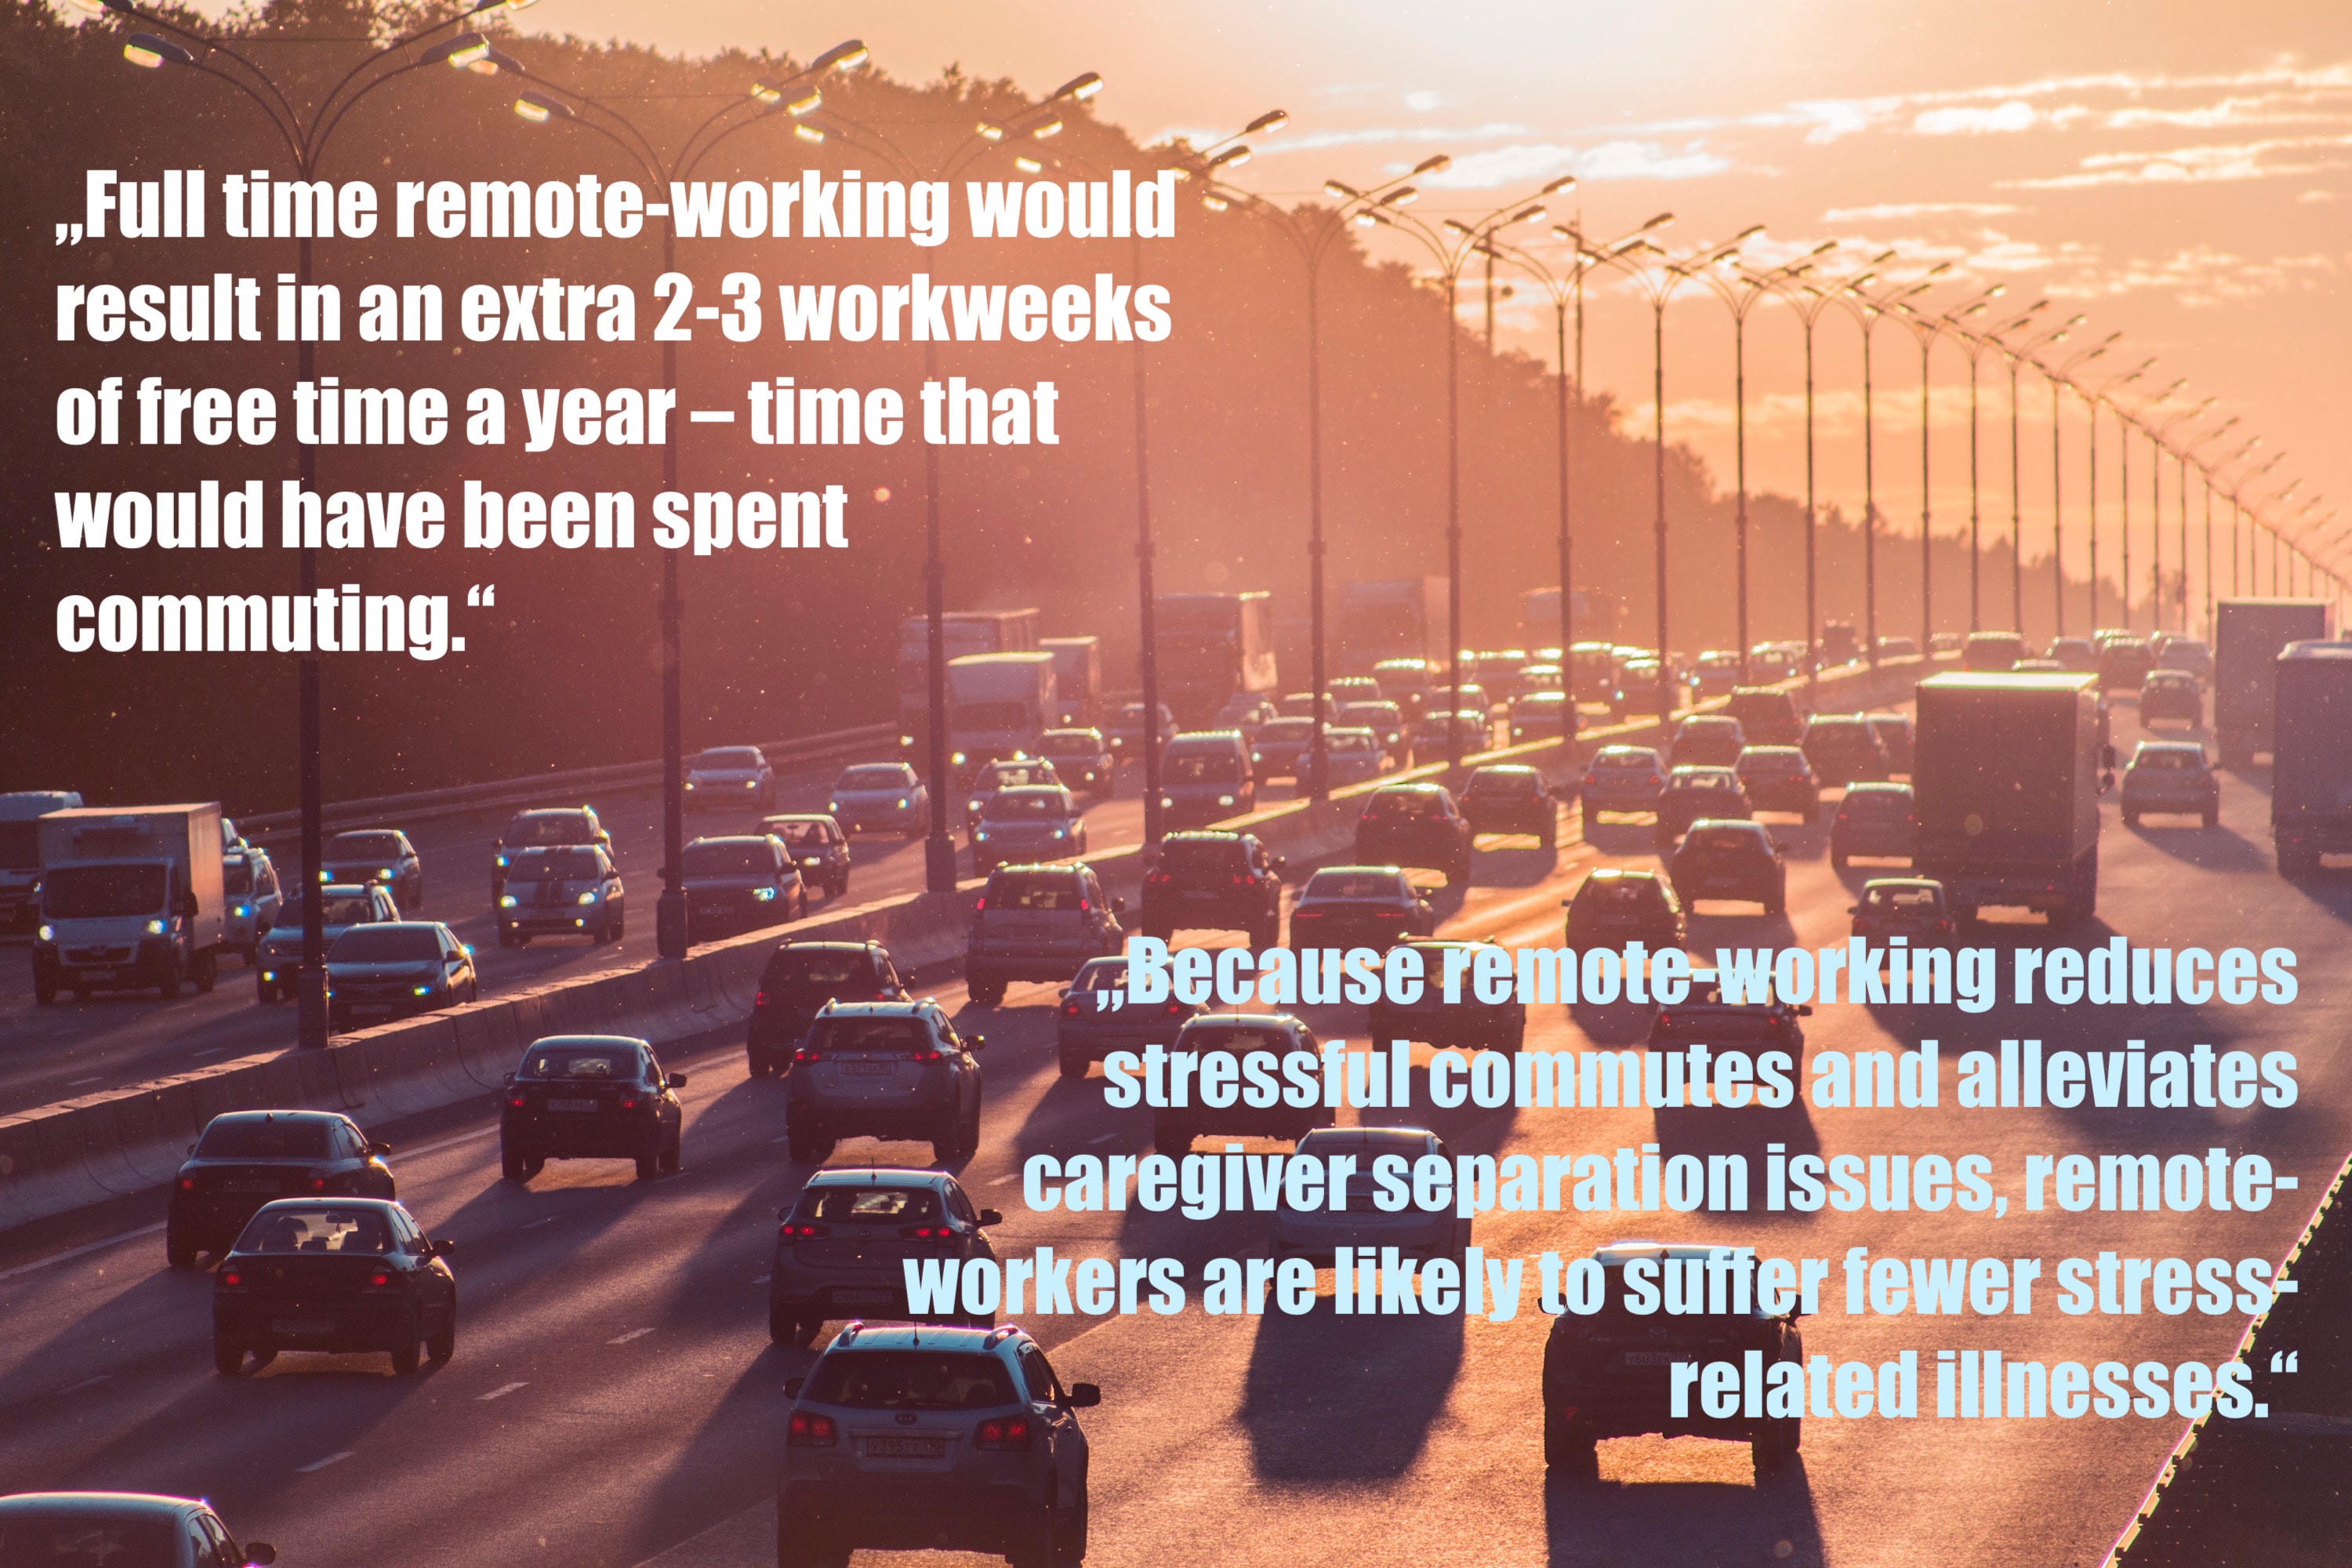 „Full time remote-working would
result in an extra 2-3 workweeks
of free time a year – time that
would have been spent
commuting.“
„Because remote-working reduces
stressful commutes and alleviates
caregiver separation issues, remote-
workers are likely to suffer fewer stress-
related illnesses.“